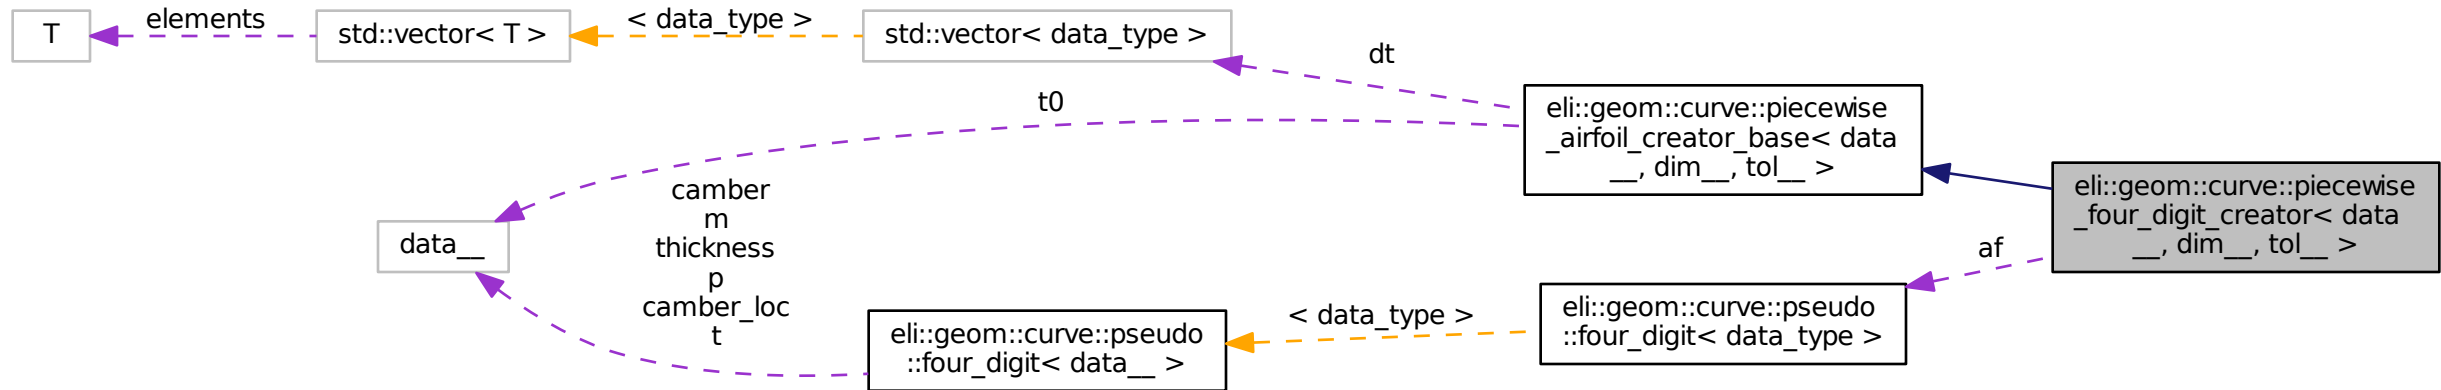 T
elements
std::vector< T >
< data_type >
std::vector< data_type >
dt
t0
eli::geom::curve::piecewise
_airfoil_creator_base< data
__, dim__, tol__ >
eli::geom::curve::piecewise
_four_digit_creator< data
__, dim__, tol__ >
data__
camber
m
thickness
p
camber_loc
t
af
eli::geom::curve::pseudo
::four_digit< data__ >
< data_type >
eli::geom::curve::pseudo
::four_digit< data_type >